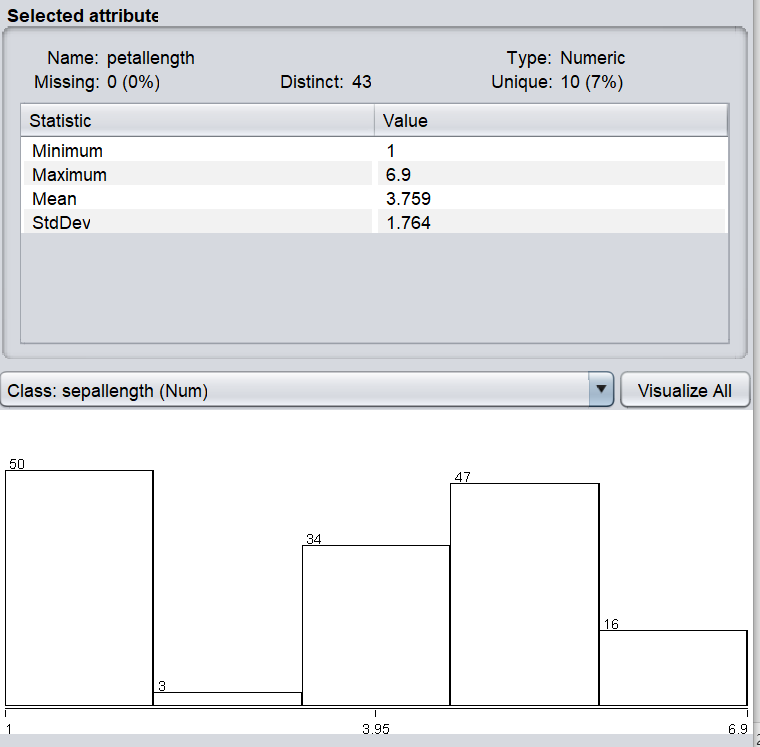 Selected attribute
Name: petallength Type: Numeric
Missing: 0 (0%) Distinct: 43 Unique: 10 (7%)
Statistic Value
Minimum 1
Maximum 6.9
Mean 3.759
StdDev 1.764
Class: sepallength (Num) Visualize All
50
47
34
16
3
1 3.95 6.9